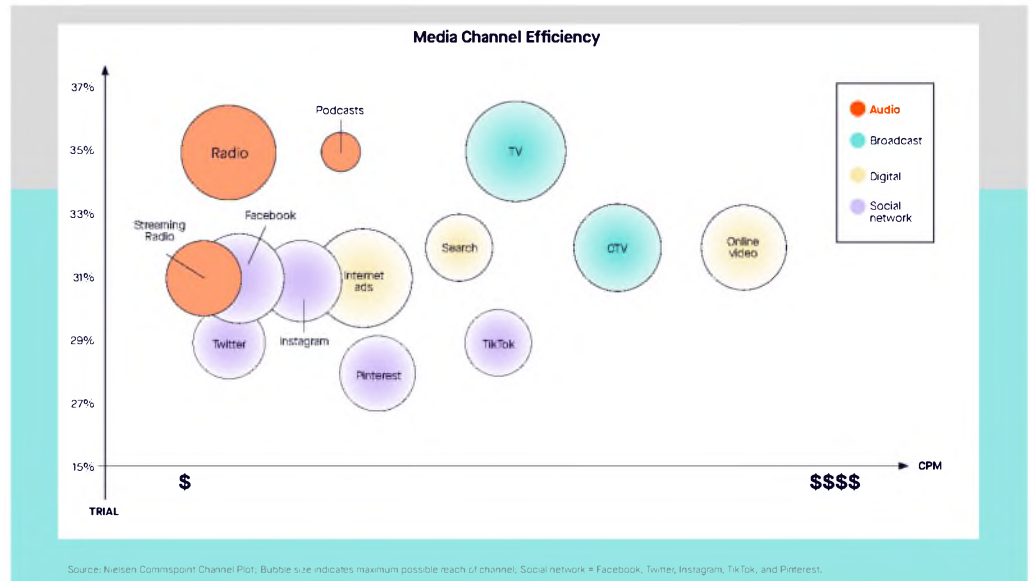 Media Channel Efficiency
37%
35%
33%
31%
29%
27%
15%
TRIAL
$
$$$$
CPM
Radio
Podcasts
TV
Streaming
Radio
Facebook
Instagram
Internet
ads
Search
OTV
Online
video
Twitter
Pinterest
TikTok
Audio
Broadcast
Digital
Social
network
Source: Nielsen Commspoint Channel Plot; Bubble size indicates maximum possible reach of channel; Social network = Facebook, Twitter, Instagram, TikTok, and Pinterest.